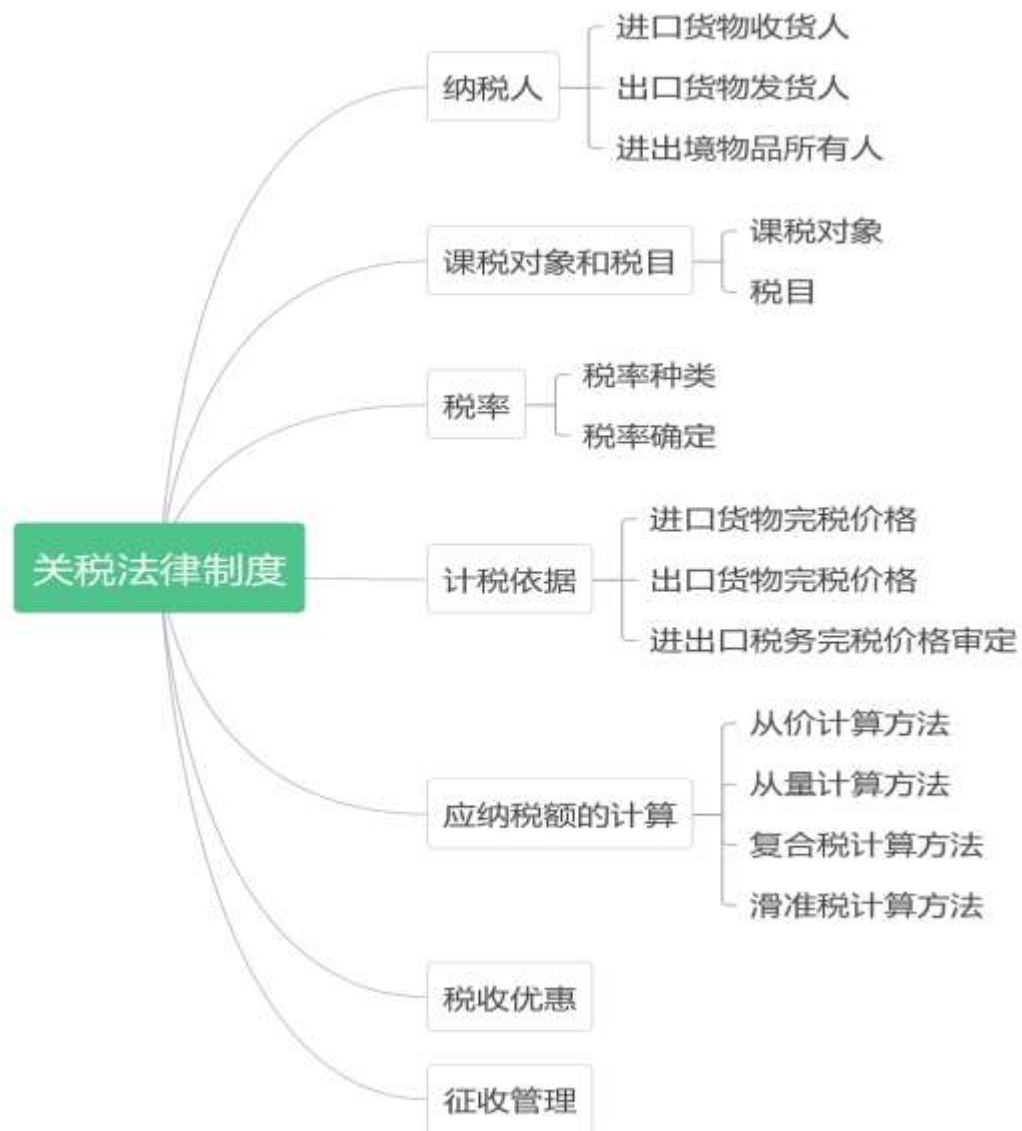 关税法律制度
纳税人
进口货物收货人
出口货物发货人
进出境物品所有人
课税对象和税目
课税对象
税目
税率
税率种类
税率确定
计税依据
进口货物完税价格
出口货物完税价格
进出口税务完税价格审定
应纳税额的计算
从价计算方法
从量计算方法
复合税计算方法
滑准税计算方法
税收优惠
征收管理